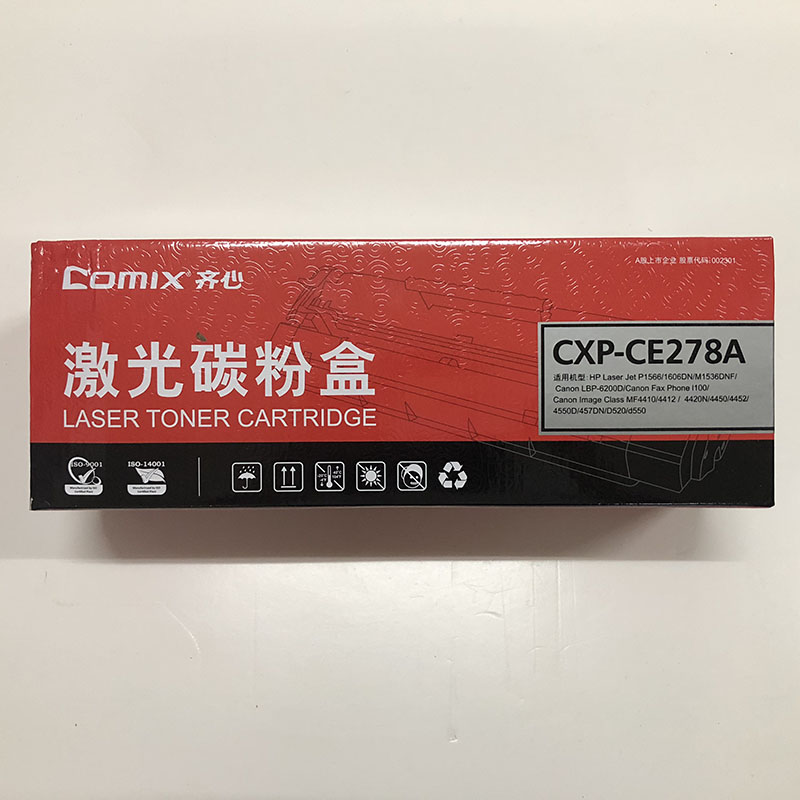 Comix® 齐心
A股上市企业 股票代码:002301
激光碳粉盒
LASER TONER CARTRIDGE
CXP-CE278A
适用机型: HP Laser Jet P1566/1606DN/M1536DNF/
Canon LBP-6200D/Canon Fax Phone l100/
Canon Image Class MF4410/4412 / 4420N/4450/4452/
4550D/457DN/D520/d550
ISO-9001
ISO-14001